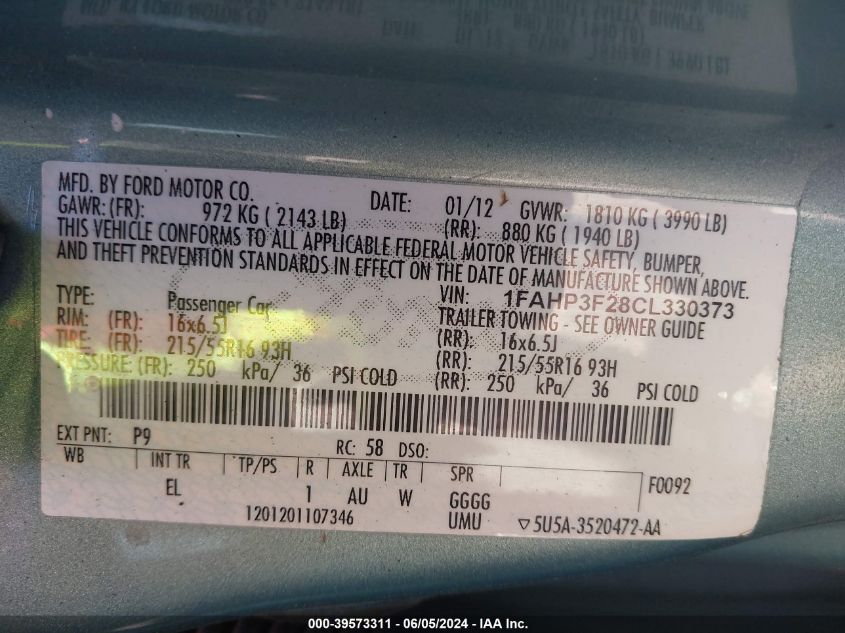 MFD. BY FORD MOTOR CO. DATE: 01/12 GVWR: 1810 KG ( 3990 LB)
GAWR: (FR): 972 KG ( 2143 LB) (RR): 880 KG ( 1940 LB)
THIS VEHICLE CONFORMS TO ALL APPLICABLE FEDERAL MOTOR VEHICLE SAFETY, BUMPER,
AND THEFT PREVENTION STANDARDS IN EFFECT ON THE DATE OF MANUFACTURE SHOWN ABOVE.
VIN: 1FAHP3F28CL330373
TYPE: Passenger Car TRAILER TOWING - SEE OWNER GUIDE
RIM: (FR): 16x6.5J (RR): 16x6.5J
TIRE: (FR): 215/55R16 93H (RR): 215/55R16 93H
PRESSURE: (FR): 250 kPa/ 36 PSI COLD (RR): 250 kPa/ 36 PSI COLD
EXT PNT: P9 RC: 58 DSO:
WB INT TR TP/PS R AXLE TR SPR F0092
EL 1 AU W GGGG
1201201107346 UMU ▽5U5A-3520472-AA
000-39573311 - 06/05/2024 - IAA Inc.